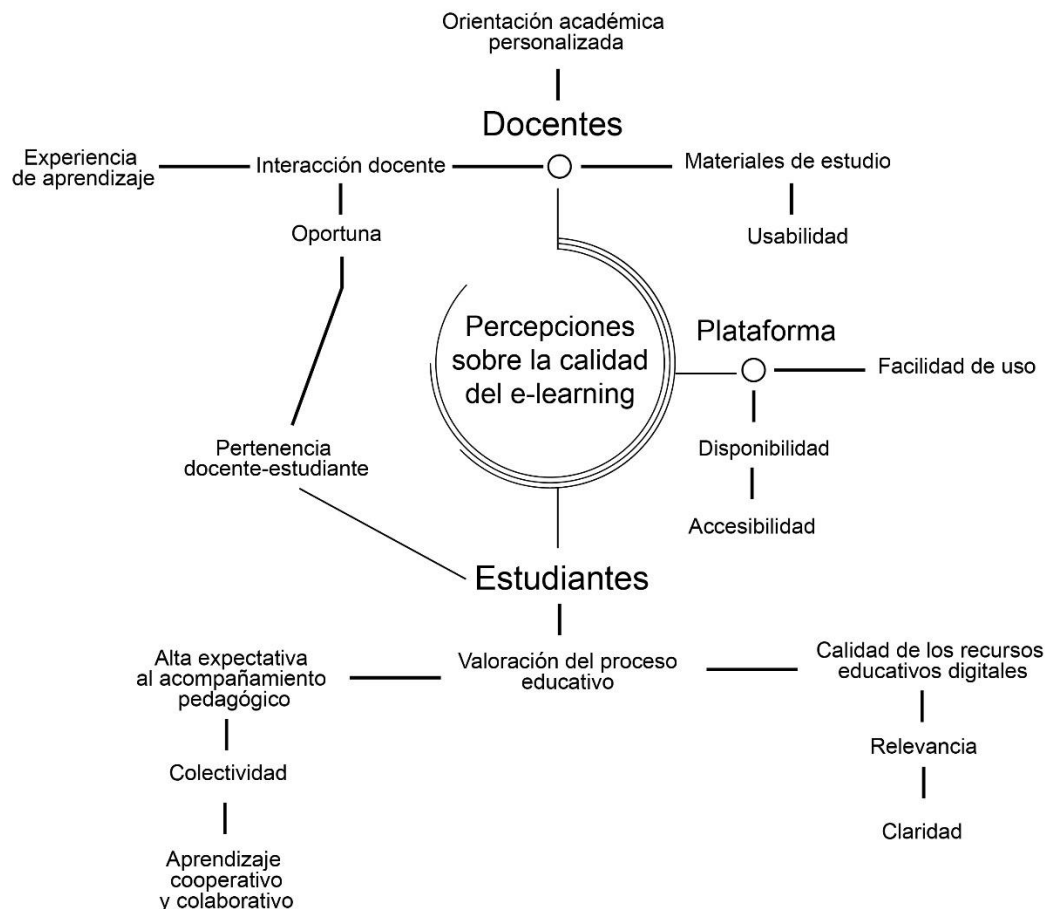 Orientación académica
personalizada
Docentes
Experiencia
de aprendizaje
Interacción docente
Materiales de estudio
Oportuna
Usabilidad
Percepciones
sobre la calidad
del e-learning
Plataforma
Facilidad de uso
Pertenencia
docente-estudiante
Disponibilidad
Accesibilidad
Estudiantes
Alta expectativa
al acompañamiento
pedagógico
Valoración del proceso
educativo
Calidad de los recursos
educativos digitales
Colectividad
Relevancia
Claridad
Aprendizaje
cooperativo
y colaborativo